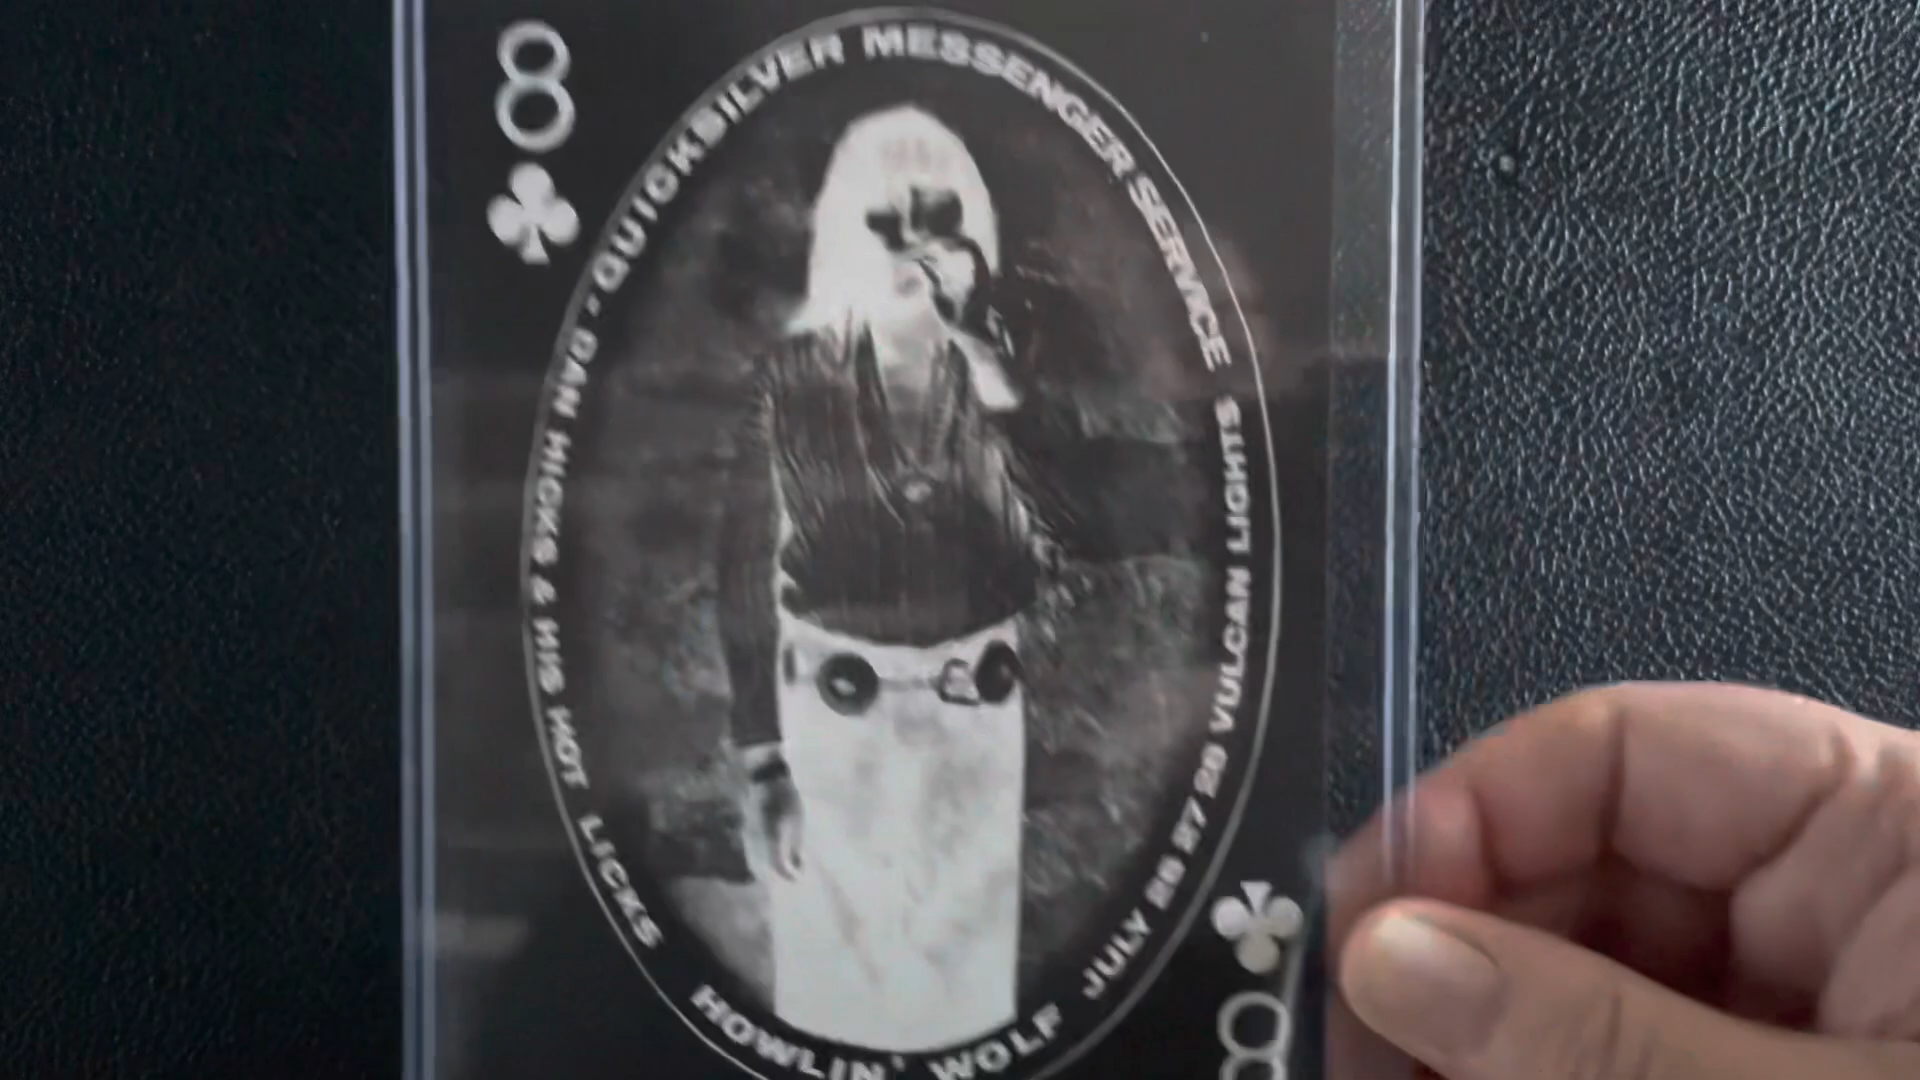 8
QUICKSILVER MESSENGER SERVICE
DAN HICKS & HIS HOT LICKS
HOWLIN' WOLF
JULY 26 27 28 VULCAN LIGHTS
8